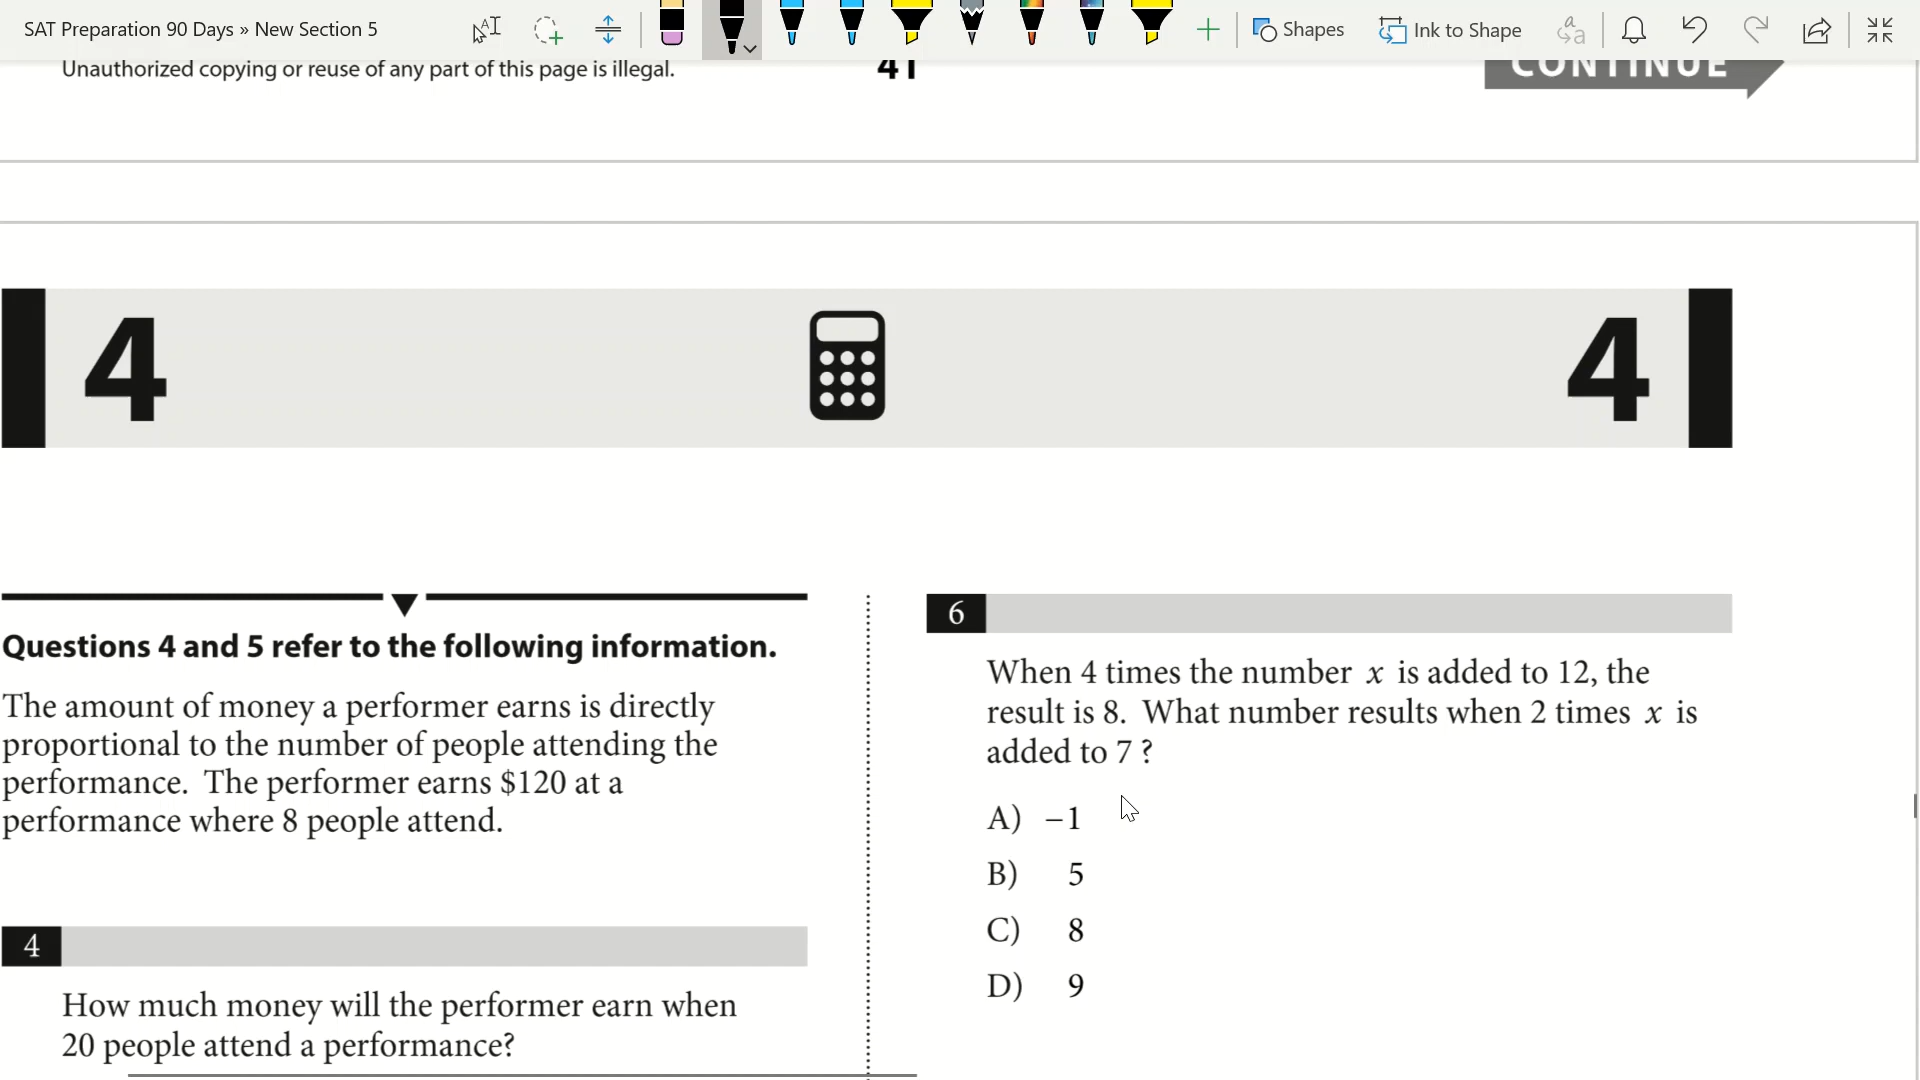 SAT Preparation 90 Days » New Section 5
Shapes
Ink to Shape
Unauthorized copying or reuse of any part of this page is illegal.
41
CONTINUE
4
4
Questions 4 and 5 refer to the following information.
The amount of money a performer earns is directly
proportional to the number of people attending the
performance. The performer earns $120 at a
performance where 8 people attend.
4
How much money will the performer earn when
20 people attend a performance?
6
When 4 times the number x is added to 12, the
result is 8. What number results when 2 times x is
added to 7 ?
A) –1
B) 5
C) 8
D) 9